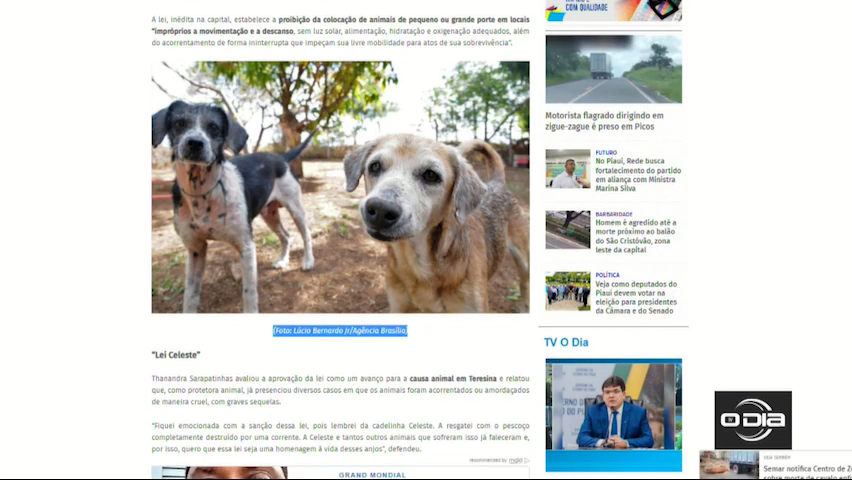 A lei, inédita na capital, estabelece a proibição da colocação de animais de pequeno ou grande porte em locais
"impróprios a movimentação e a descanso, sem luz solar, alimentação, hidratação e oxigenação adequados, além
do acorrentamento de forma ininterrupta que impeçam sua livre mobilidade para atos de sua sobrevivência".
(Foto: Lúcio Bernardo Jr/Agência Brasília)
"Lei Celeste"
Thanandra Sarapatinhas avaliou a aprovação da lei como um avanço para a causa animal em Teresina e relatou
que, como protetora animal, já presenciou diversos casos em que os animais foram acorrentados ou amordaçados
de maneira cruel, com graves sequelas.
"Fiquei emocionada com a sanção dessa lei, pois lembrei da cadelinha Celeste. A resgatei com o pescoço
completamente destruído por uma corrente. A Celeste e tantos outros animais que sofreram isso já faleceram e,
por isso, quero que essa lei seja uma homenagem à vida desses anjos", defendeu.
recommended by mgid
GRAND MONDIAL
COM QUALIDADE
Motorista flagrado dirigindo em
zigue-zague é preso em Picos
FUTURO
No Piauí, Rede busca
fortalecimento do partido
em aliança com Ministra
Marina Silva
BARBARIDADE
Homem é agredido até a
morte próximo ao balão
do São Cristóvão, zona
leste da capital
POLÍTICA
Veja como deputados do
Piauí devem votar na
eleição para presidentes
da Câmara e do Senado
TV O Dia
O DIA
VEJA TAMBÉM
Semar notifica Centro de Z
sobre morte de cavalo enf